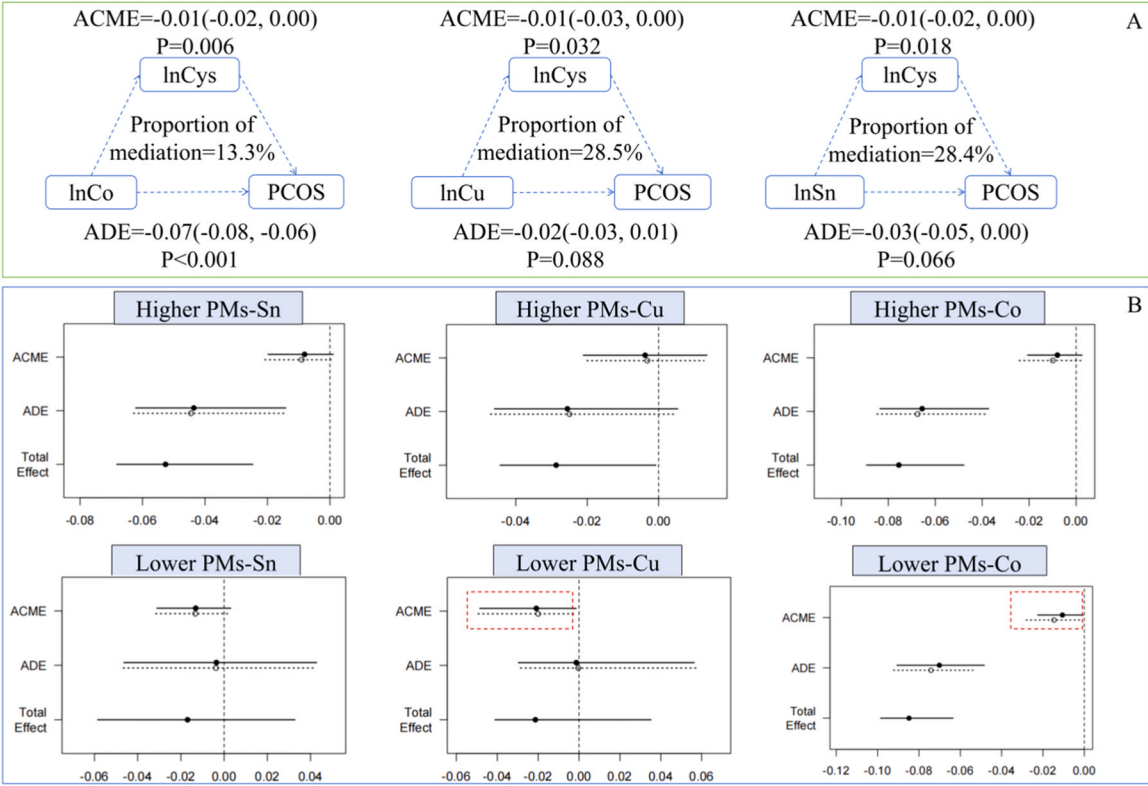 A
ACME=-0.01(-0.02, 0.00)
P=0.006
lnCys
Proportion of
mediation=13.3%
lnCo
PCOS
ADE=-0.07(-0.08, -0.06)
P<0.001
ACME=-0.01(-0.03, 0.00)
P=0.032
lnCys
Proportion of
mediation=28.5%
lnCu
PCOS
ADE=-0.02(-0.03, 0.01)
P=0.088
ACME=-0.01(-0.02, 0.00)
P=0.018
lnCys
Proportion of
mediation=28.4%
lnSn
PCOS
ADE=-0.03(-0.05, 0.00)
P=0.066
B
Higher PMs-Sn
ACME
ADE
Total
Effect
-0.08 -0.06 -0.04 -0.02 0.00
Higher PMs-Cu
ACME
ADE
Total
Effect
-0.04 -0.02 0.00
Higher PMs-Co
ACME
ADE
Total
Effect
-0.10 -0.08 -0.06 -0.04 -0.02 0.00
Lower PMs-Sn
ACME
ADE
Total
Effect
-0.06 -0.04 -0.02 0.00 0.02 0.04
Lower PMs-Cu
ACME
ADE
Total
Effect
-0.06 -0.04 -0.02 0.00 0.02 0.04 0.06
Lower PMs-Co
ACME
ADE
Total
Effect
-0.12 -0.10 -0.08 -0.06 -0.04 -0.02 0.00